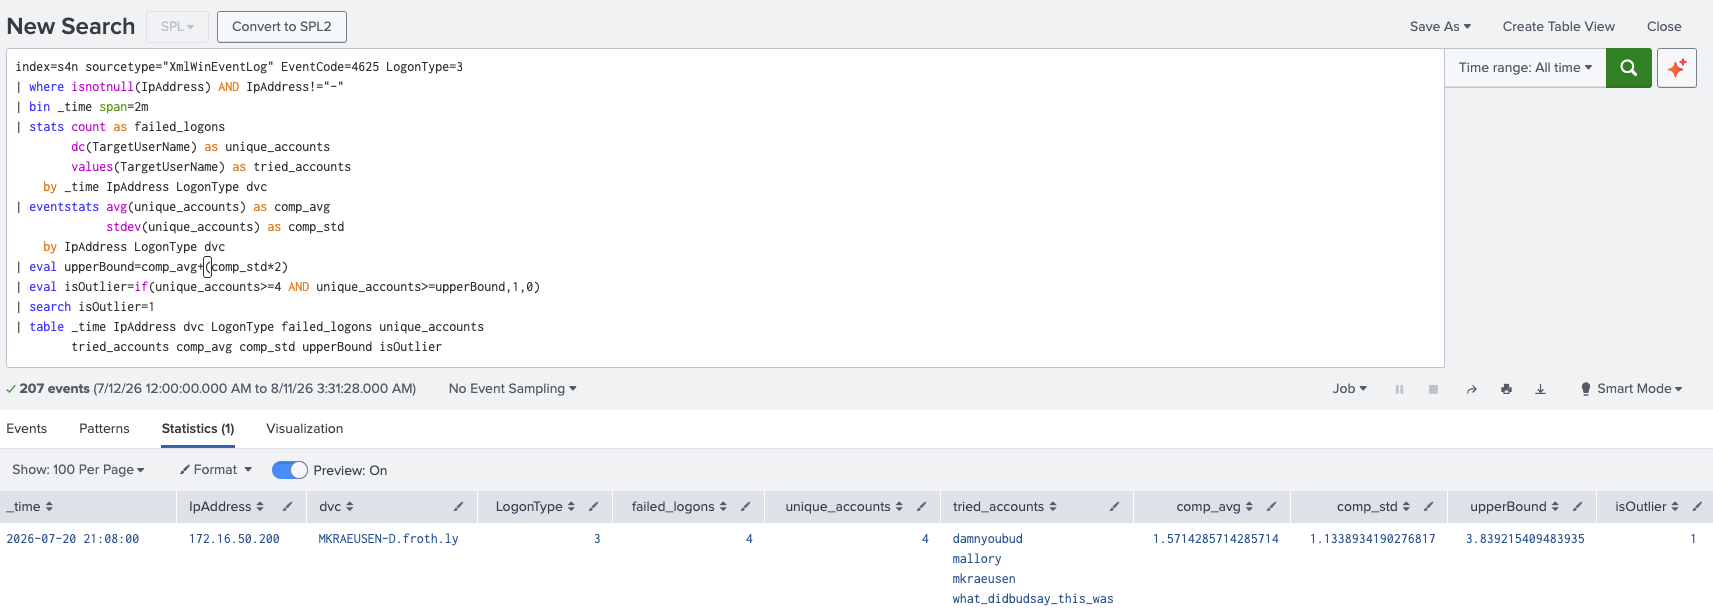 New Search SPL Convert to SPL2 Save As Create Table View Close
index=s4n sourcetype="XmlWinEventLog" EventCode=4625 LogonType=3
Time range: All time
| where isnotnull(IpAddress) AND IpAddress!="-"
| bin _time span=2m
| stats count as failed_logons
dc(TargetUserName) as unique_accounts
values(TargetUserName) as tried_accounts
by _time IpAddress LogonType dvc
| eventstats avg(unique_accounts) as comp_avg
stdev(unique_accounts) as comp_std
by IpAddress LogonType dvc
| eval upperBound=comp_avg+(comp_std*2)
| eval isOutlier=if(unique_accounts>=4 AND unique_accounts>=upperBound,1,0)
| search isOutlier=1
| table _time IpAddress dvc LogonType failed_logons unique_accounts
tried_accounts comp_avg comp_std upperBound isOutlier
207 events (7/12/26 12:00:00.000 AM to 8/11/26 3:31:28.000 AM) No Event Sampling Job Smart Mode
Events Patterns Statistics (1) Visualization
Show: 100 Per Page Format Preview: On
_time IpAddress dvc LogonType failed_logons unique_accounts tried_accounts comp_avg comp_std upperBound isOutlier
2026-07-20 21:08:00 172.16.50.200 MKRAEUSEN-D.froth.ly 3 4 4 damnyoubud 1.5714285714285714 1.1338934190276817 3.839215409483935 1
mallory
mkraeusen
what_didbudsay_this_was